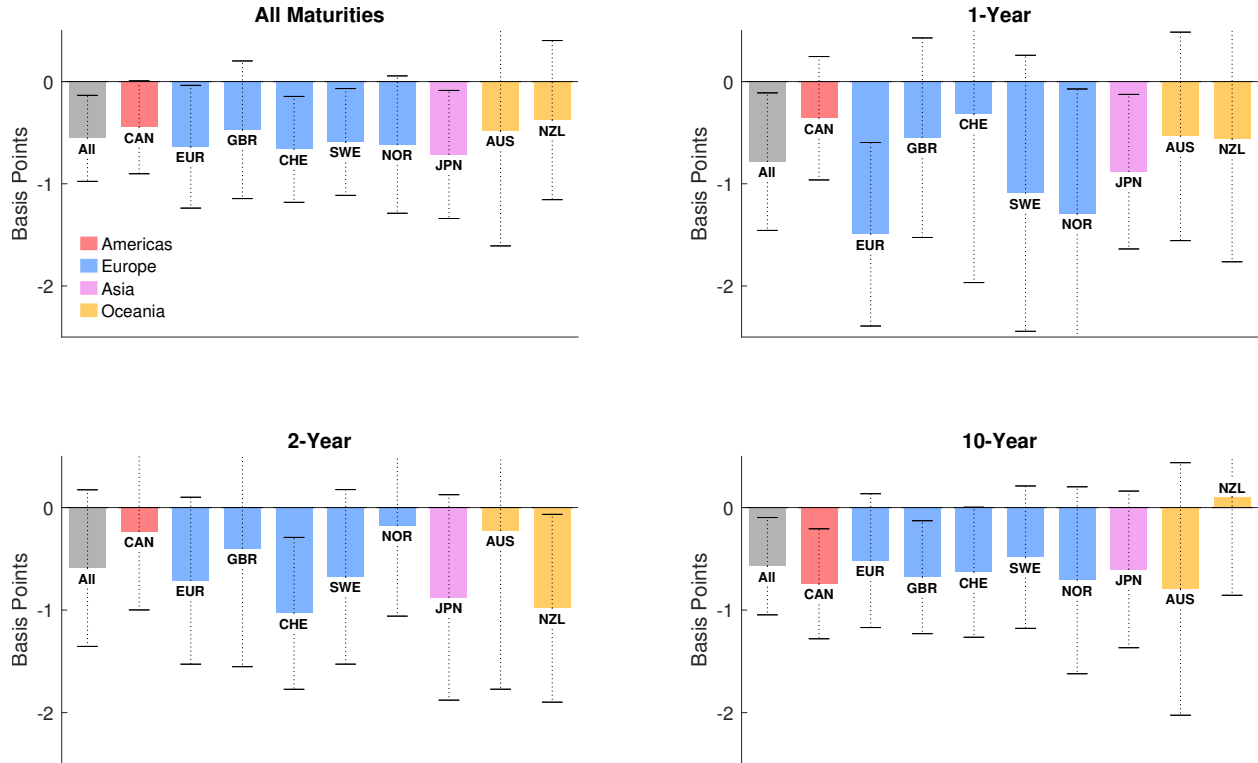 All Maturities
Basis Points
0
-1
-2
All
CAN
EUR
GBR
CHE
SWE
NOR
JPN
AUS
NZL
Americas
Europe
Asia
Oceania
1-Year
Basis Points
0
-1
-2
All
CAN
EUR
GBR
CHE
SWE
NOR
JPN
AUS
NZL
2-Year
Basis Points
0
-1
-2
All
CAN
EUR
GBR
CHE
SWE
NOR
JPN
AUS
NZL
10-Year
Basis Points
0
-1
-2
All
CAN
EUR
GBR
CHE
SWE
NOR
JPN
AUS
NZL